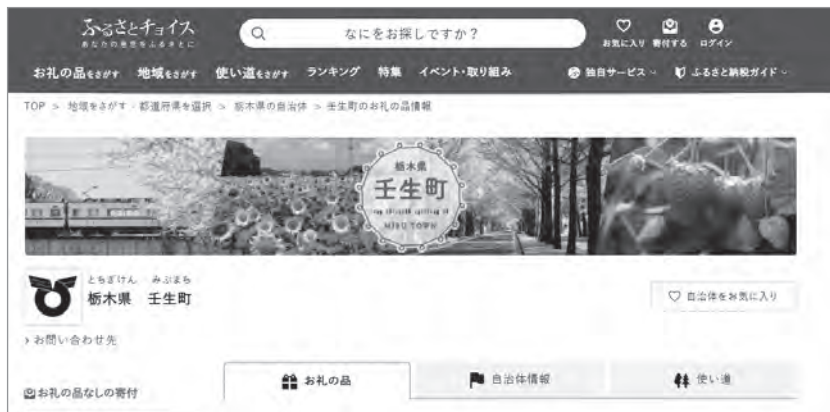 ふるさとチョイス
あなたの意思をふるさとに
なにをお探しですか?
お気に入り 寄付する ログイン
お礼の品をさがす 地域をさがす 使い道をさがす ランキング 特集 イベント・取り組み 独自サービス ふるさと納税ガイド
TOP > 地域をさがす・都道府県を選択 > 栃木県の自治体 > 壬生町のお礼の品情報
栃木県
壬生町
MIBU TOWN
とちぎけん みぶまち
栃木県 壬生町
自治体をお気に入り
> お問い合わせ先
お礼の品なしの寄付
お礼の品
自治体情報
使い道